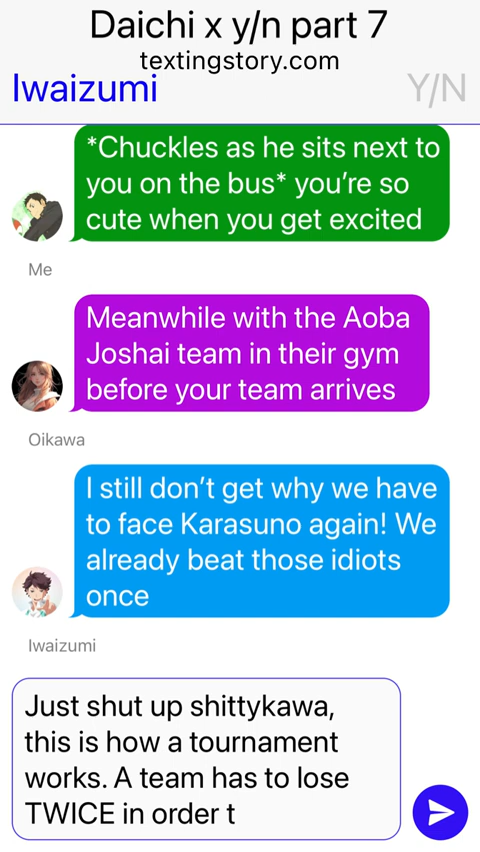 Daichi x y/n part 7
textingstory.com
Iwaizumi
Y/N
*Chuckles as he sits next to
you on the bus* you’re so
cute when you get excited
Me
Meanwhile with the Aoba
Joshai team in their gym
before your team arrives
Oikawa
I still don’t get why we have
to face Karasuno again! We
already beat those idiots
once
Iwaizumi
Just shut up shittykawa,
this is how a tournament
works. A team has to lose
TWICE in order t